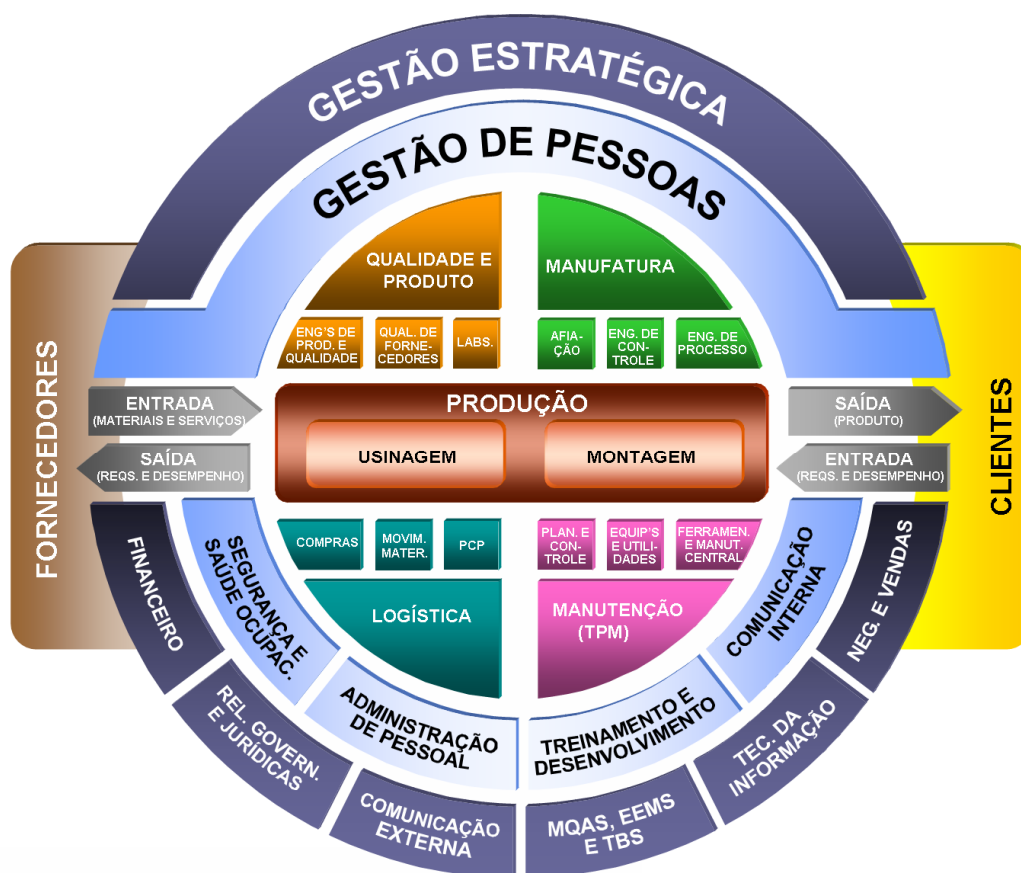 GESTÃO ESTRATÉGICA
GESTÃO DE PESSOAS
QUALIDADE E
PRODUTO
MANUFATURA
ENG'S DE
PROD. E
QUALIDADE
QUAL. DE
FORNE-
CEDORES
LABS.
AFIA-
ÇÃO
ENG. DE
CON-
TROLE
ENG. DE
PROCESSO
FORNECEDORES
ENTRADA
(MATERIAIS E SERVIÇOS)
SAÍDA
(REQS. E DESEMPENHO)
PRODUÇÃO
USINAGEM
MONTAGEM
SAÍDA
(PRODUTO)
ENTRADA
(REQS. E DESEMPENHO)
CLIENTES
COMPRAS
MOVIM.
MATER.
PCP
PLAN. E
CON-
TROLE
EQUIP'S
E UTILI-
DADES
FERRAMEN.
E MANUT.
CENTRAL
LOGÍSTICA
MANUTENÇÃO
(TPM)
SEGURANÇA E
SAÚDE OCUPAC.
ADMINISTRAÇÃO
DE PESSOAL
TREINAMENTO E
DESENVOLVIMENTO
COMUNICAÇÃO
INTERNA
FINANCEIRO
REL. GOVERN.
E JURÍDICAS
COMUNICAÇÃO
EXTERNA
MQAS, EEMS
E TBS
TEC. DA
INFORMAÇÃO
NEG. E VENDAS